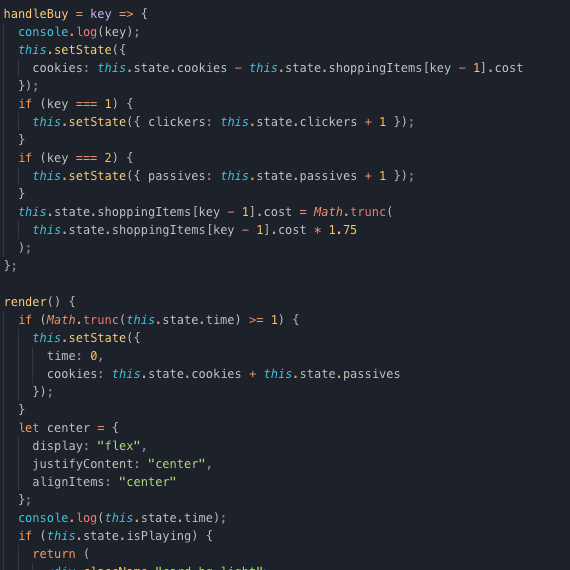 handleBuy = key => {
  console.log(key);
  this.setState({
    cookies: this.state.cookies - this.state.shoppingItems[key - 1].cost
  });
  if (key === 1) {
    this.setState({ clickers: this.state.clickers + 1 });
  }
  if (key === 2) {
    this.setState({ passives: this.state.passives + 1 });
  }
  this.state.shoppingItems[key - 1].cost = Math.trunc(
    this.state.shoppingItems[key - 1].cost * 1.75
  );
};

render() {
  if (Math.trunc(this.state.time) >= 1) {
    this.setState({
      time: 0,
      cookies: this.state.cookies + this.state.passives
    });
  }
  let center = {
    display: "flex",
    justifyContent: "center",
    alignItems: "center"
  };
  console.log(this.state.time);
  if (this.state.isPlaying) {
    return (